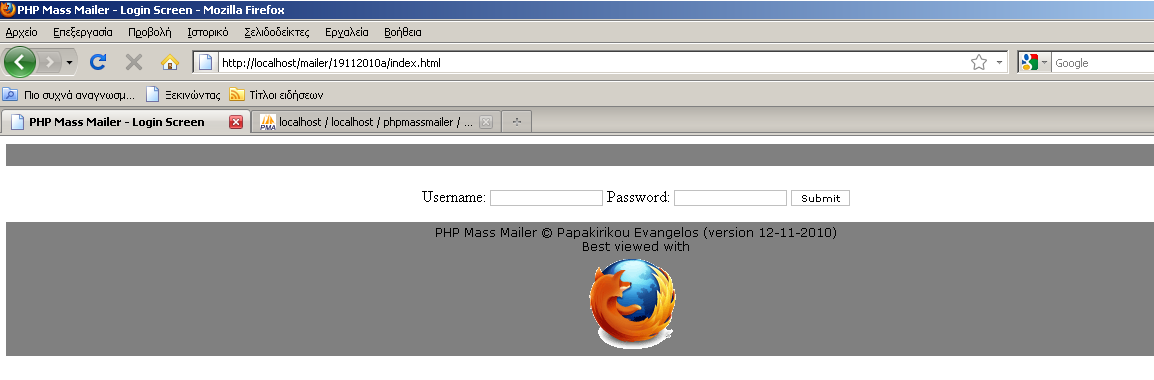 PHP Mass Mailer - Login Screen - Mozilla Firefox
Αρχείο Επεξεργασία Προβολή Ιστορικό Σελιδοδείκτες Εργαλεία Βοήθεια
http://localhost/mailer/19112010a/index.html Google
Πιο συχνά αναγνωσμ... Ξεκινώντας Τίτλοι ειδήσεων
PHP Mass Mailer - Login Screen PMA localhost / localhost / phpmassmailer / ...
Username: Password: Submit
PHP Mass Mailer © Papakirikou Evangelos (version 12-11-2010)
Best viewed with